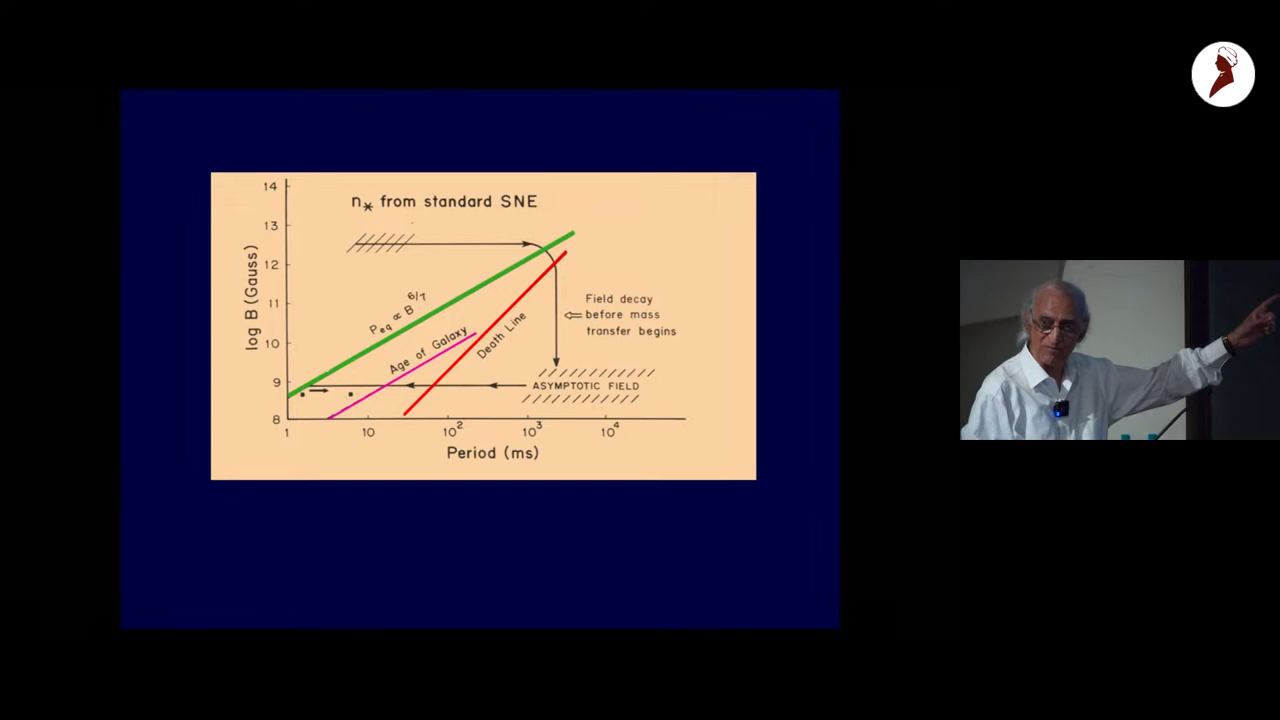 n* from standard SNE
log B (Gauss)
14
13
12
11
10
9
8
Peq ∝ B^6/7
Age of Galaxy
Death Line
Field decay
before mass
transfer begins
ASYMPTOTIC FIELD
1
10
10²
10³
10⁴
Period (ms)